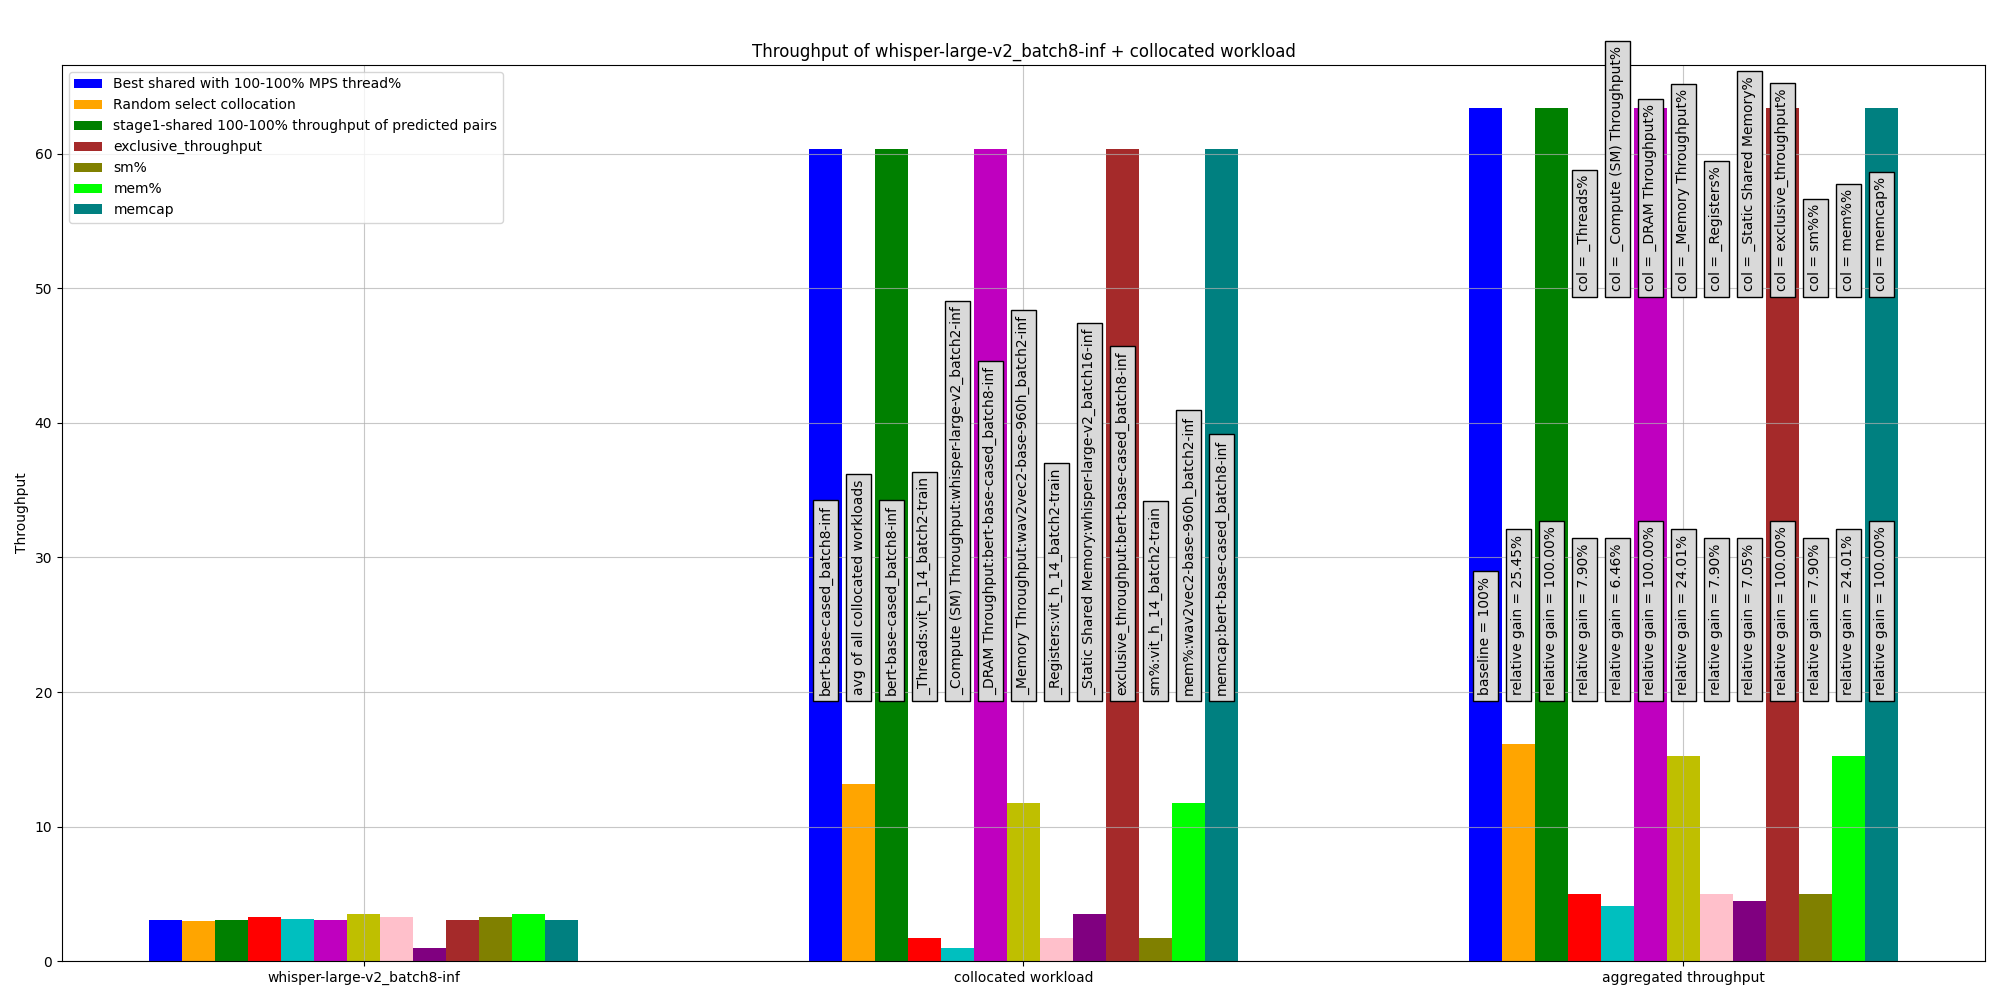 Throughput of whisper-large-v2_batch8-inf + collocated workload
Best shared with 100-100% MPS thread%
Random select collocation
stage1-shared 100-100% throughput of predicted pairs
exclusive_throughput
sm%
mem%
memcap
Throughput
0
10
20
30
40
50
60
bert-base-cased_batch8-inf
avg of all collocated workloads
bert-base-cased_batch8-inf
_Threads:vit_h_14_batch2-train
_Compute (SM) Throughput:whisper-large-v2_batch2-inf
_DRAM Throughput:bert-base-cased_batch8-inf
_Memory Throughput:wav2vec2-base-960h_batch2-inf
_Registers:vit_h_14_batch2-train
_Static Shared Memory:whisper-large-v2_batch16-inf
exclusive_throughput:bert-base-cased_batch8-inf
sm%:vit_h_14_batch2-train
mem%:wav2vec2-base-960h_batch2-inf
memcap:bert-base-cased_batch8-inf
col = _Threads%
col = _Compute (SM) Throughput%
col = _DRAM Throughput%
col = _Memory Throughput%
col = _Registers%
col = _Static Shared Memory%
col = exclusive_throughput%
col = sm%%
col = mem%%
col = memcap%
baseline = 100%
relative gain = 25.45%
relative gain = 100.00%
relative gain = 7.90%
relative gain = 6.46%
relative gain = 100.00%
relative gain = 24.01%
relative gain = 7.90%
relative gain = 7.05%
relative gain = 100.00%
relative gain = 7.90%
relative gain = 24.01%
relative gain = 100.00%
whisper-large-v2_batch8-inf
collocated workload
aggregated throughput